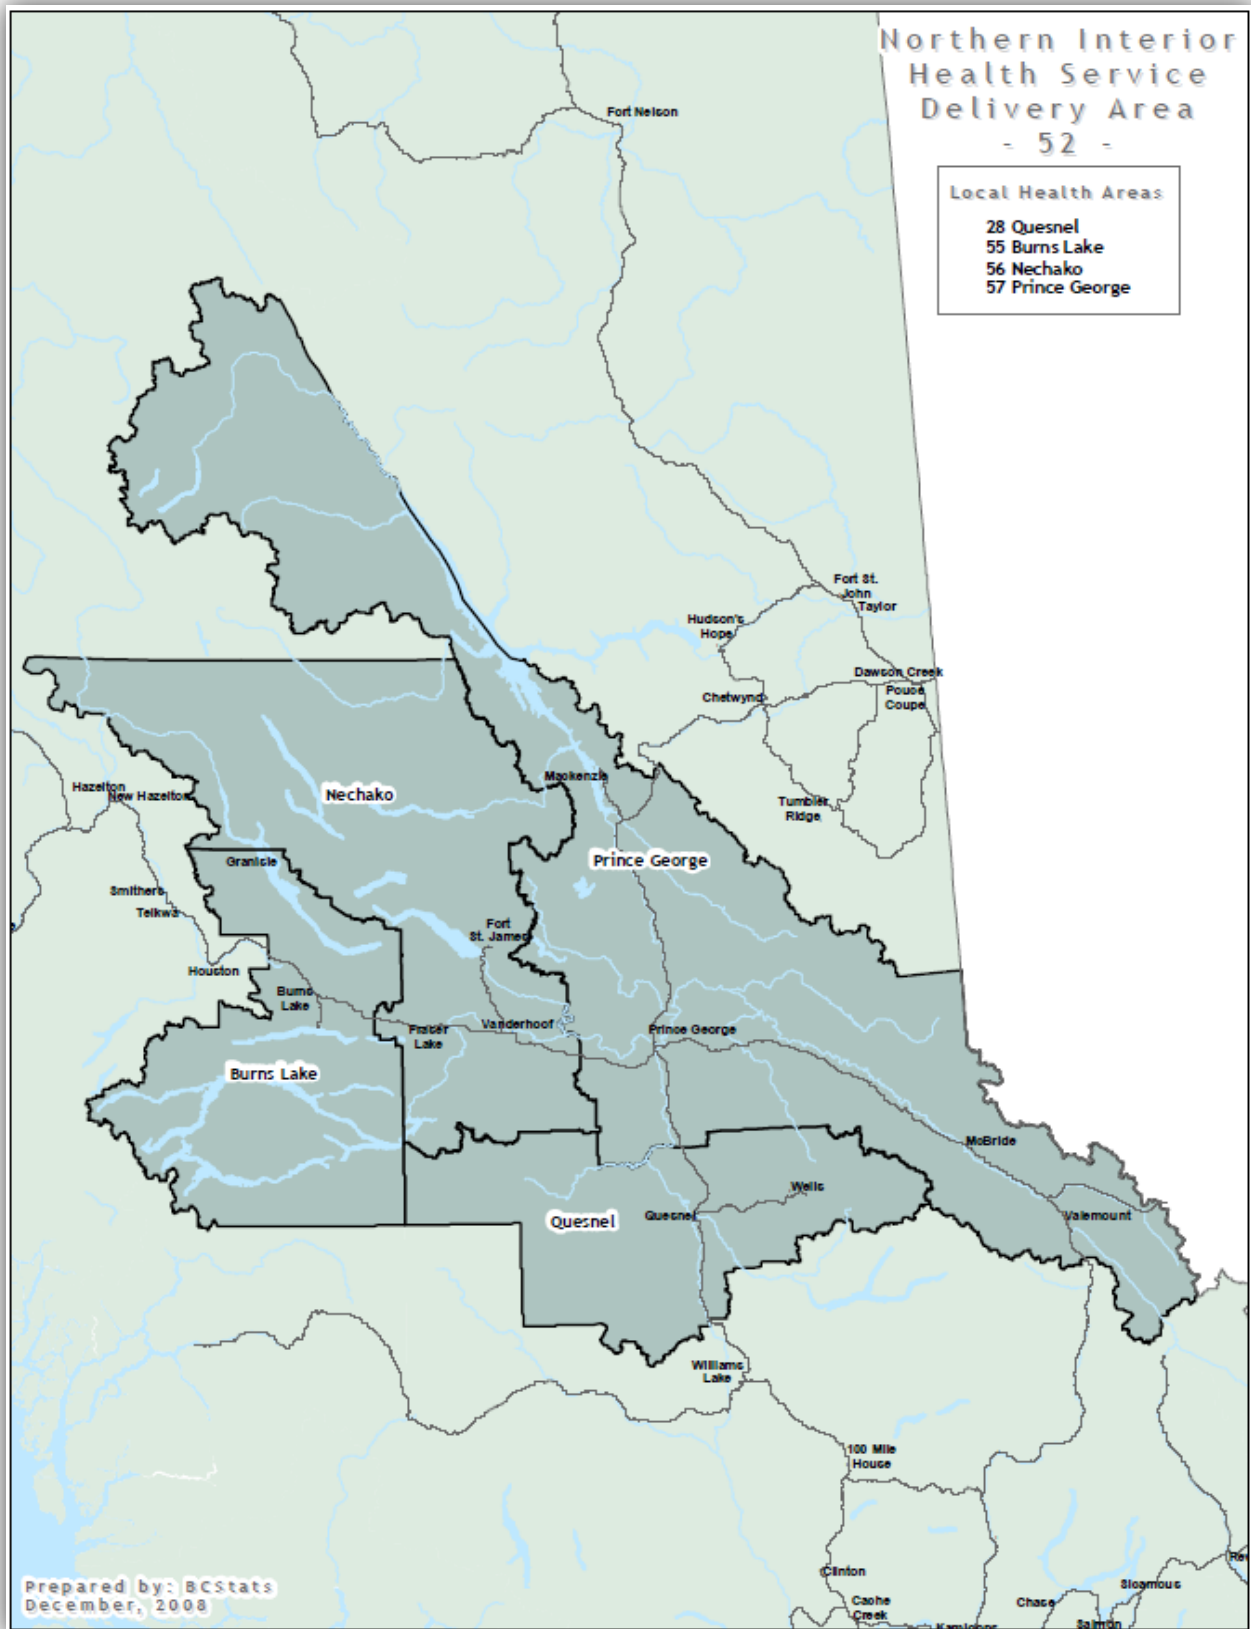 Northern Interior
Health Service
Delivery Area
- 52 -
Local Health Areas
28 Quesnel
55 Burns Lake
56 Nechako
57 Prince George
Fort Nelson
Fort St.
John
Taylor
Hudson's
Hope
Dawson Creek
Pouce
Coupe
Chetwynd
Tumbler
Ridge
Mackenzie
Hazelton
New Hazelton
Nechako
Prince George
Granisle
Smithers
Telkwa
Fort
St. James
Houston
Burns
Lake
Fraser
Lake
Vanderhoof
Prince George
Burns Lake
McBride
Wells
Quesnel
Quesnel
Valemount
Williams
Lake
100 Mile
House
Clinton
Cache
Creek
Chase
Sicamous
Salmon
Kamloops
Prepared by: BCStats
December, 2008